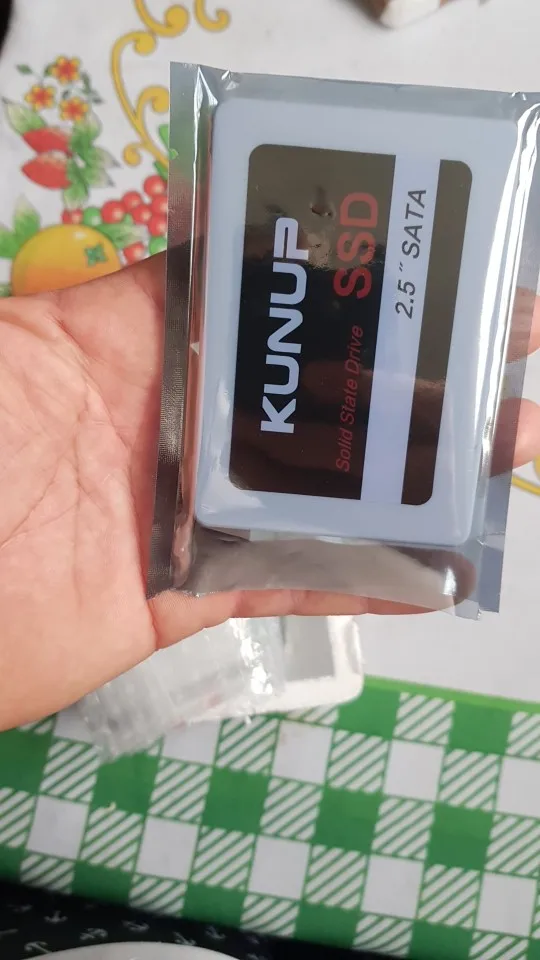 KUNUP
Solid State Drive SSD
2.5" SATA